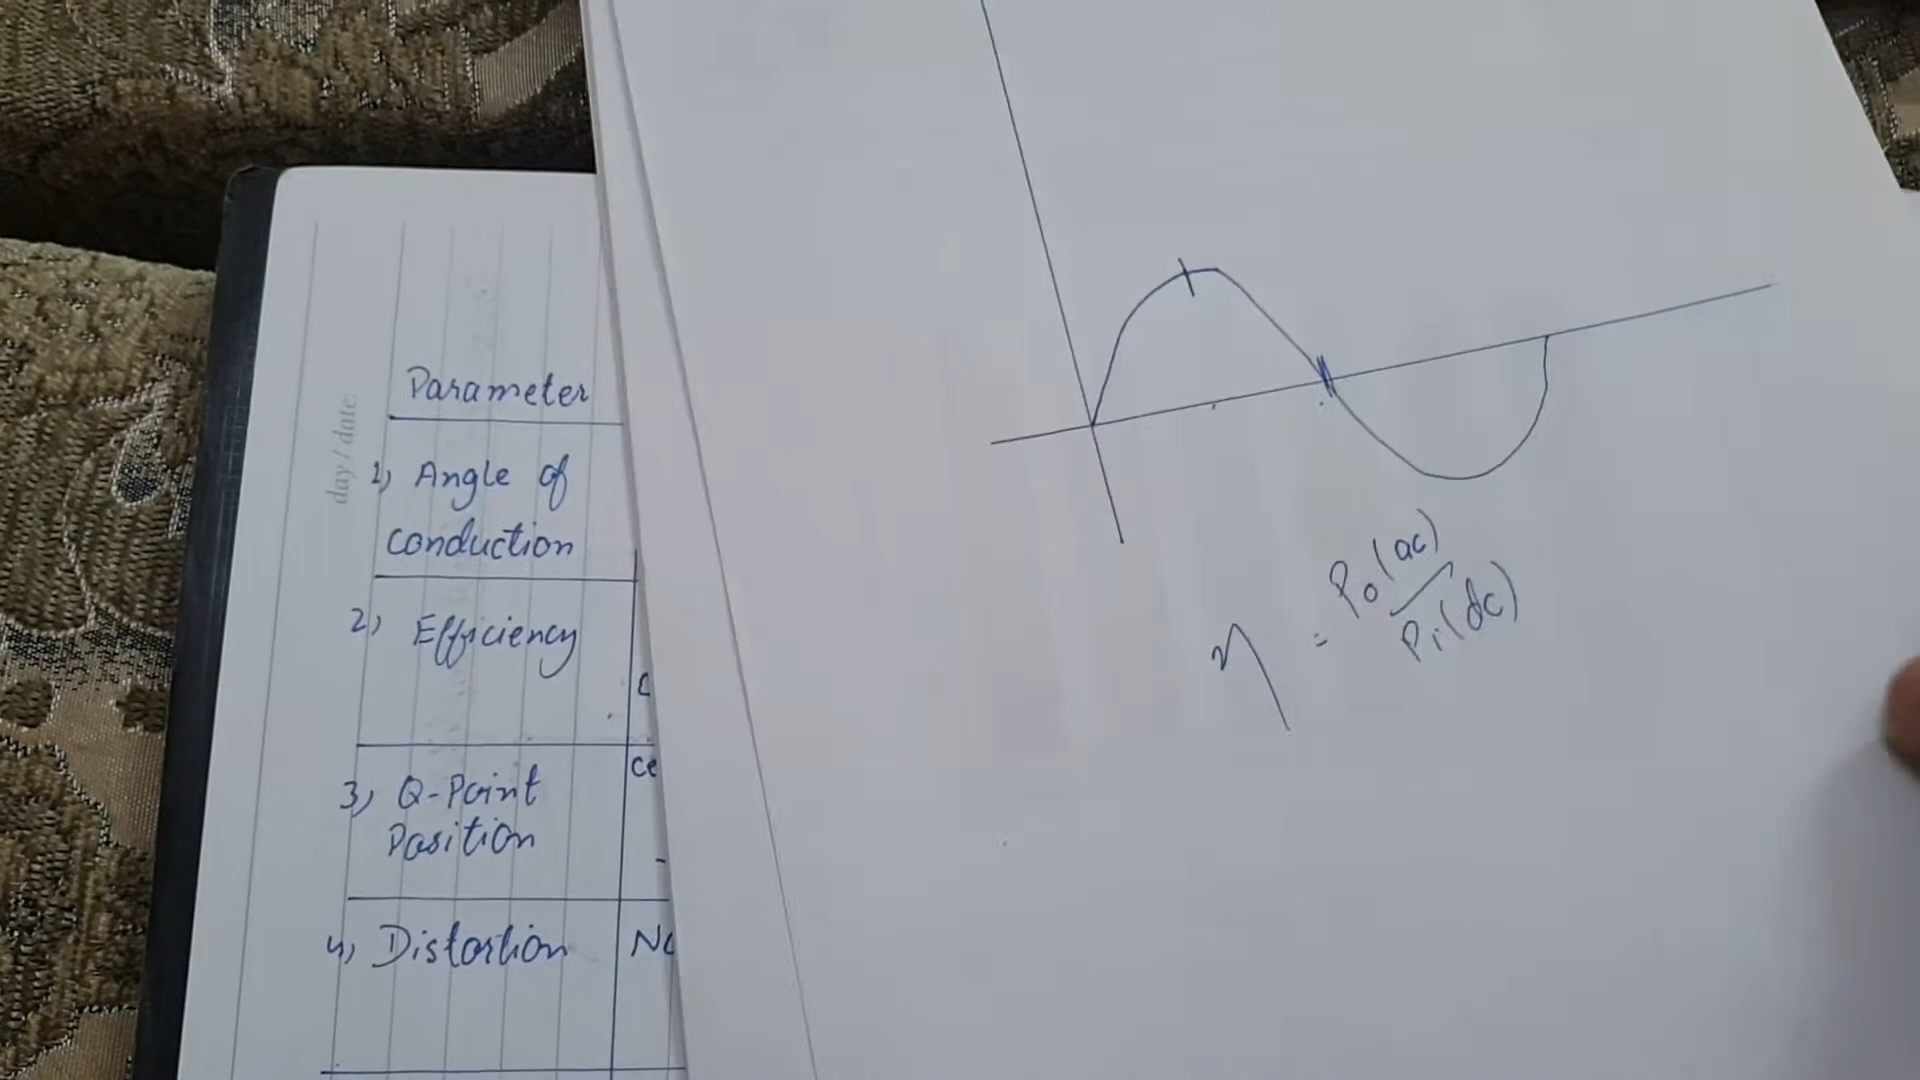 day / date:
Parameter
1) Angle of
conduction
2) Efficiency
3) Q-Point
Position
4) Distortion
η = Po(ac)
Pi(dc)